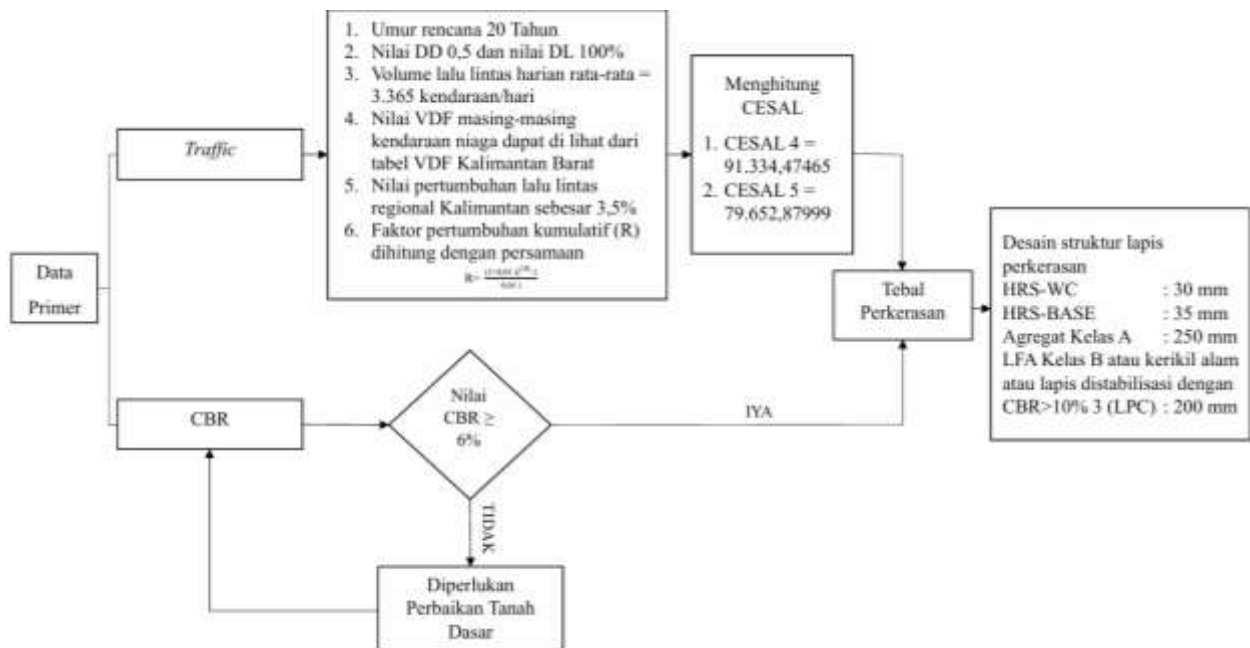 1. Umur rencana 20 Tahun
2. Nilai DD 0,5 dan nilai DL 100%
3. Volume lalu lintas harian rata-rata =
3.365 kendaraan/hari
4. Nilai VDF masing-masing
kendaraan niaga dapat di lihat dari
tabel VDF Kalimantan Barat
5. Nilai pertumbuhan lalu lintas
regional Kalimantan sebesar 3,5%
6. Faktor pertumbuhan kumulatif (R)
dihitung dengan persamaan
R=
Traffic
Menghitung
CESAL
1. CESAL 4 =
91.334,47465
2. CESAL 5 =
79.652,87999
Data
Primer
Tebal
Perkerasan
Desain struktur lapis
perkerasan
HRS-WC : 30 mm
HRS-BASE : 35 mm
Agregat Kelas A : 250 mm
LFA Kelas B atau kerikil alam
atau lapis distabilisasi dengan
CBR>10% 3 (LPC) : 200 mm
CBR
Nilai
CBR ≥
6%
IYA
TIDAK
Diperlukan
Perbaikan Tanah
Dasar